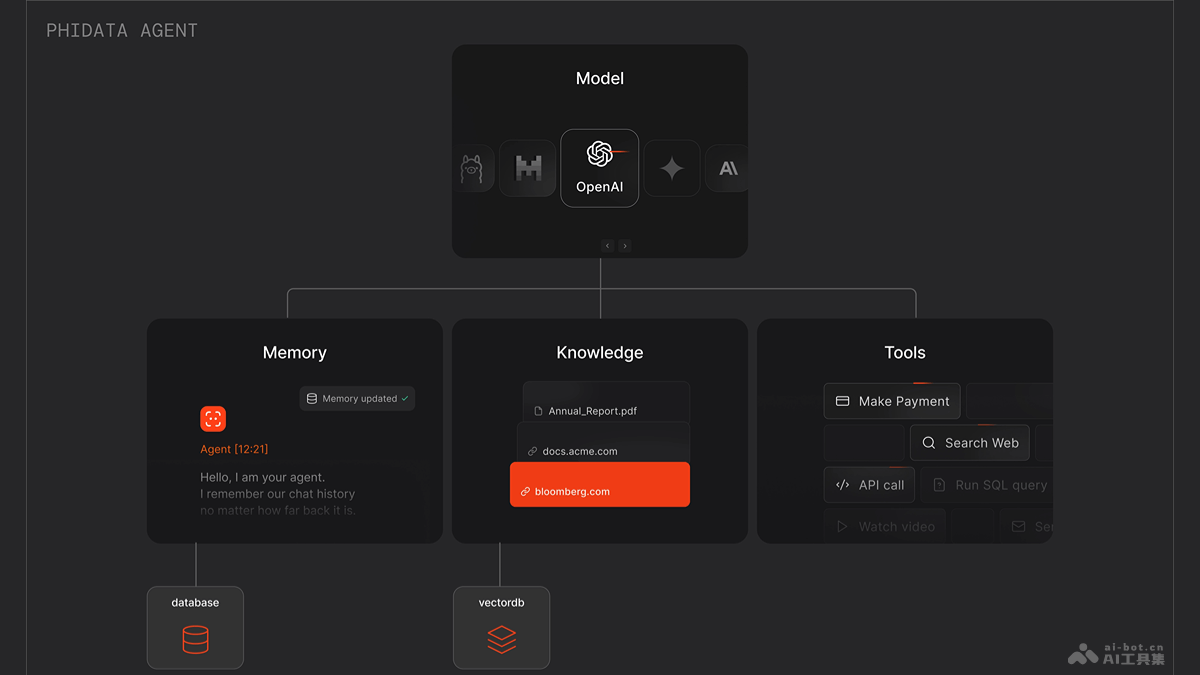 PHIDATA AGENT
Model
OpenAI
Memory
Memory updated
Agent [12:21]
Hello, I am your agent.
I remember our chat history
no matter how far back it is.
Knowledge
Annual_Report.pdf
docs.acme.com
bloomberg.com
Tools
Make Payment
Search Web
API call
Run SQL query
Watch video
database
vectordb
ai-bot.cn
AI工具集